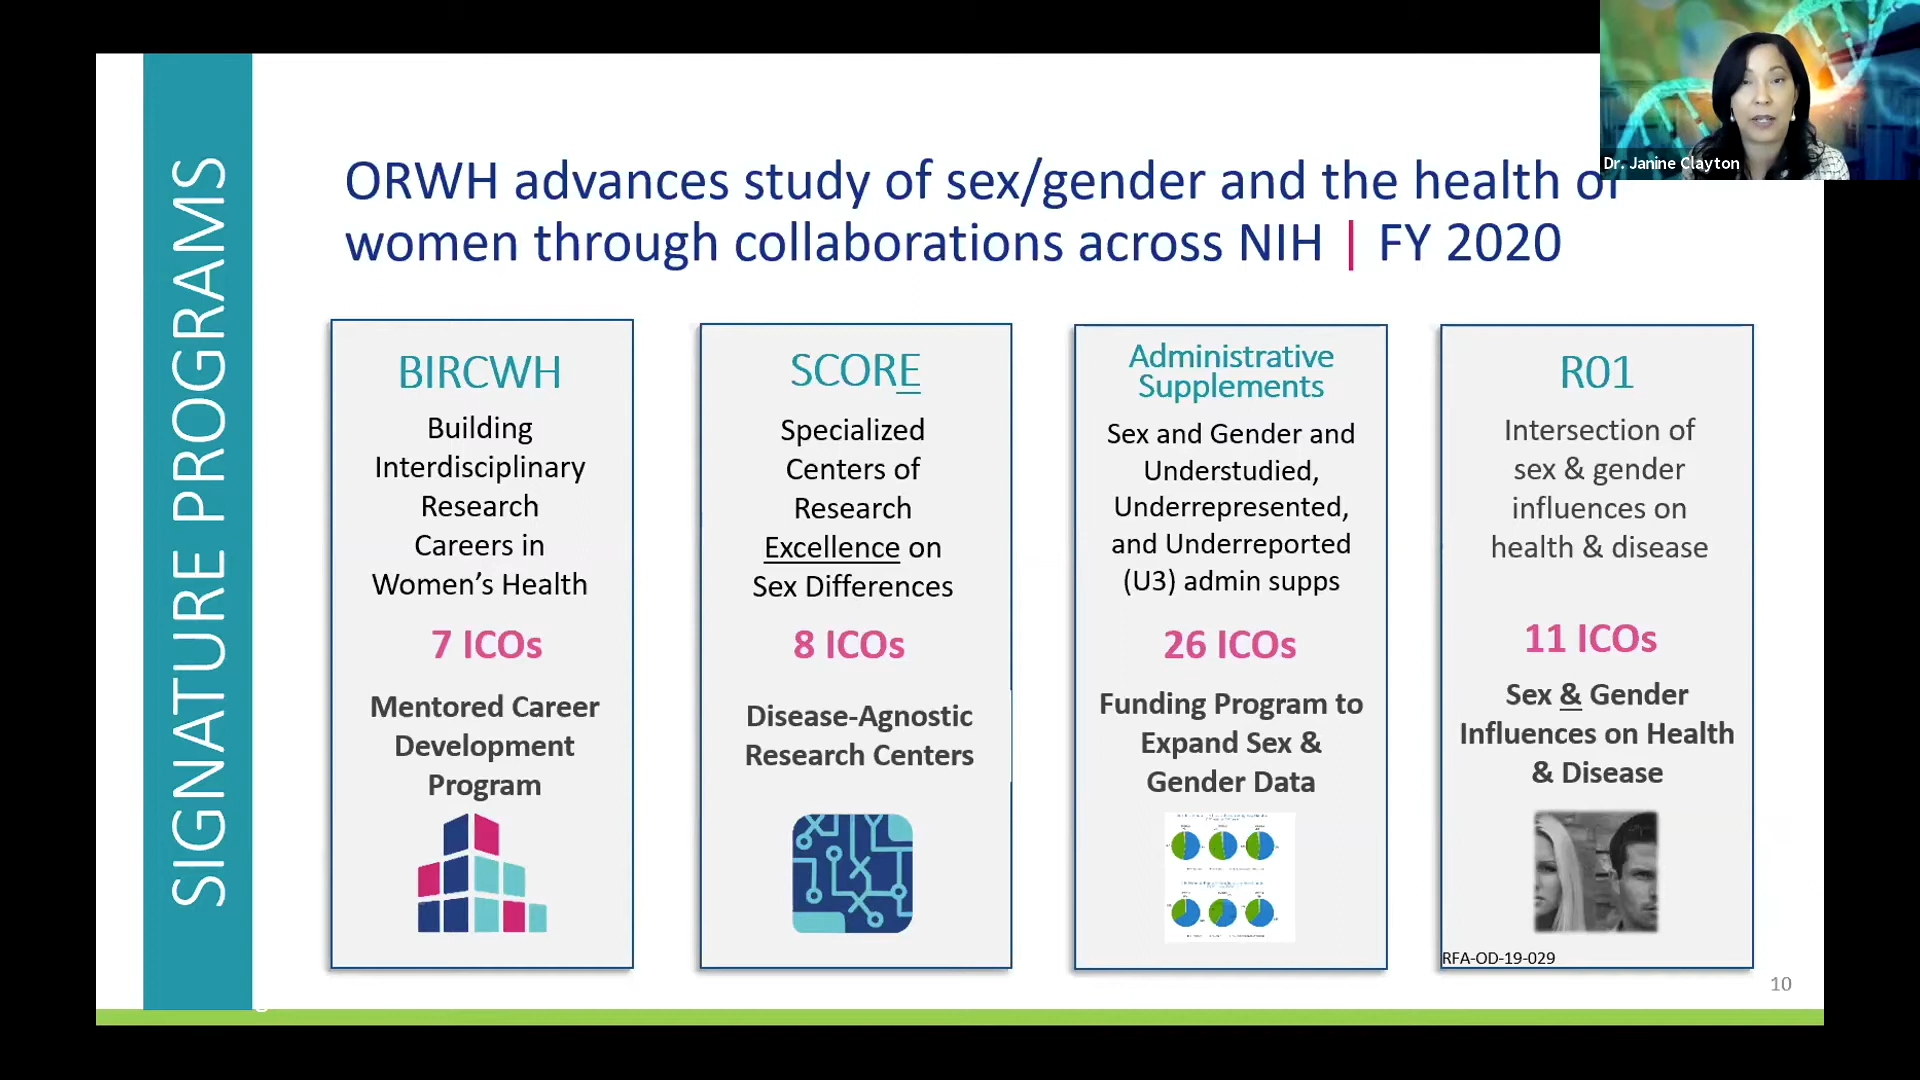 Dr. Janine Clayton
SIGNATURE PROGRAMS
ORWH advances study of sex/gender and the health of
women through collaborations across NIH | FY 2020
BIRCWH
Building
Interdisciplinary
Research
Careers in
Women's Health
7 ICOs
Mentored Career
Development
Program
SCORE
Specialized
Centers of
Research
Excellence on
Sex Differences
8 ICOs
Disease-Agnostic
Research Centers
Administrative
Supplements
Sex and Gender and
Understudied,
Underrepresented,
and Underreported
(U3) admin supps
26 ICOs
Funding Program to
Expand Sex &
Gender Data
R01
Intersection of
sex & gender
influences on
health & disease
11 ICOs
Sex & Gender
Influences on Health
& Disease
RFA-OD-19-029
10